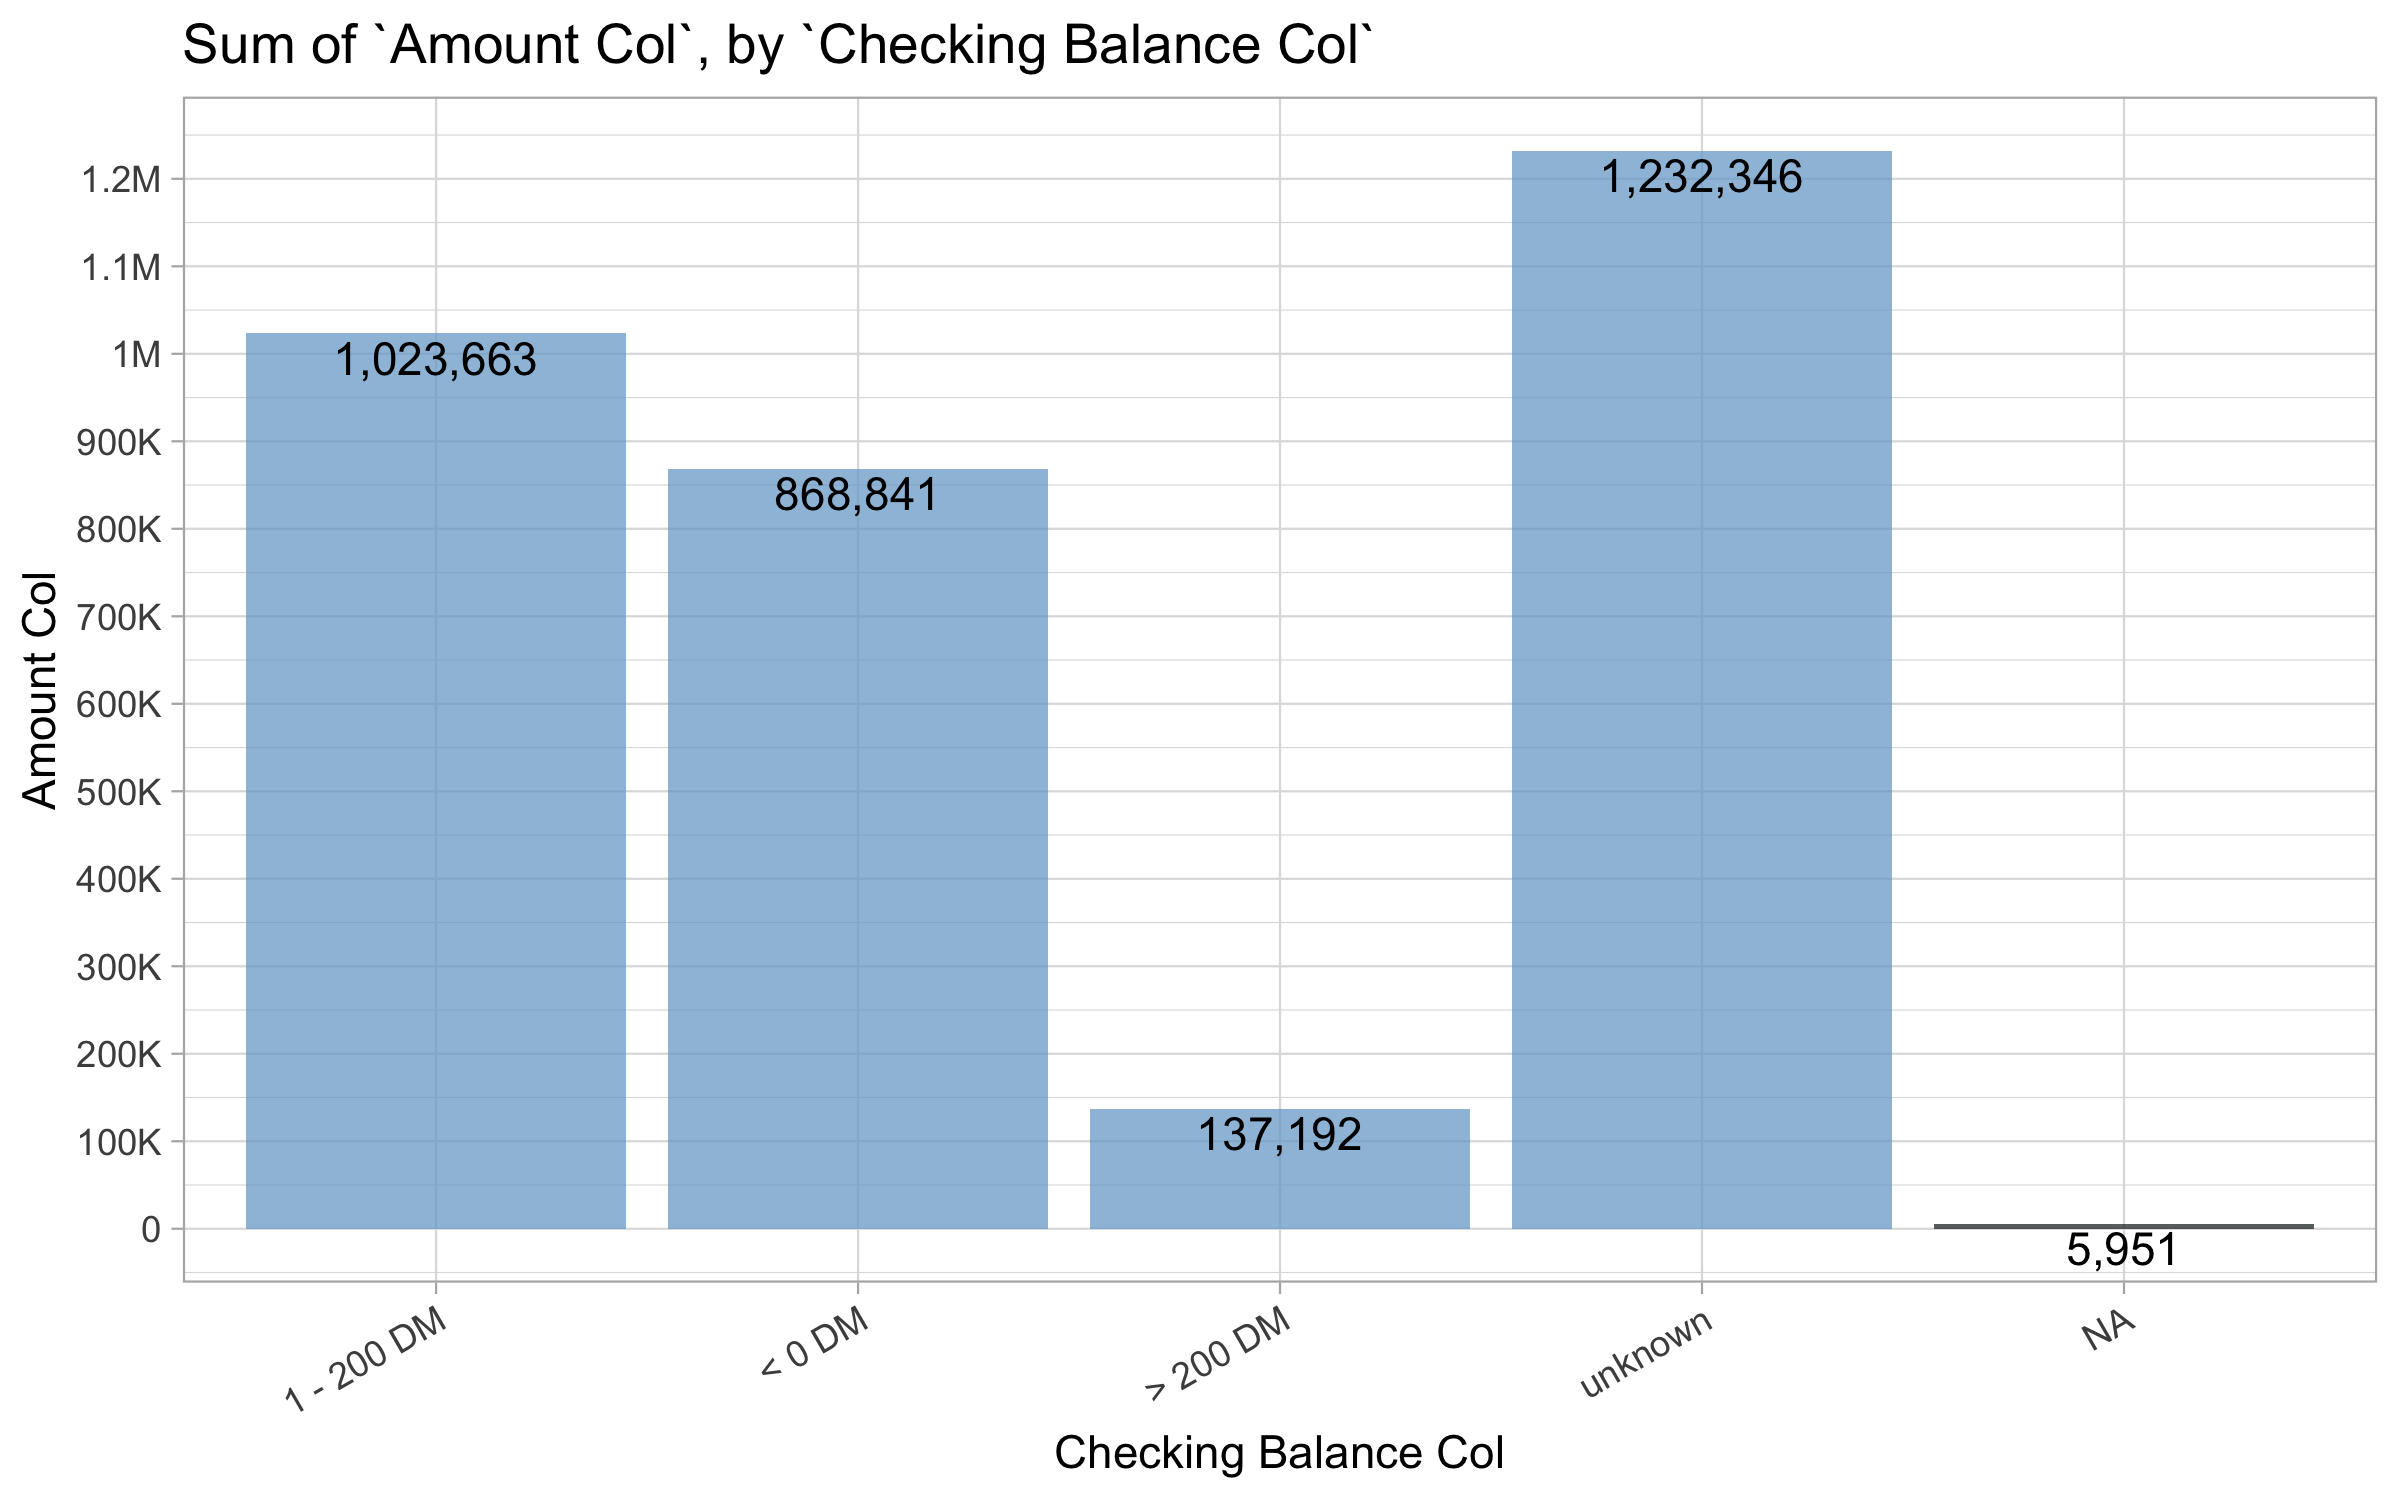 Sum of `Amount Col`, by `Checking Balance Col`
Amount Col
1.2M
1.1M
1M
900K
800K
700K
600K
500K
400K
300K
200K
100K
0
1,023,663
868,841
137,192
1,232,346
5,951
1 - 200 DM
< 0 DM
> 200 DM
unknown
NA
Checking Balance Col